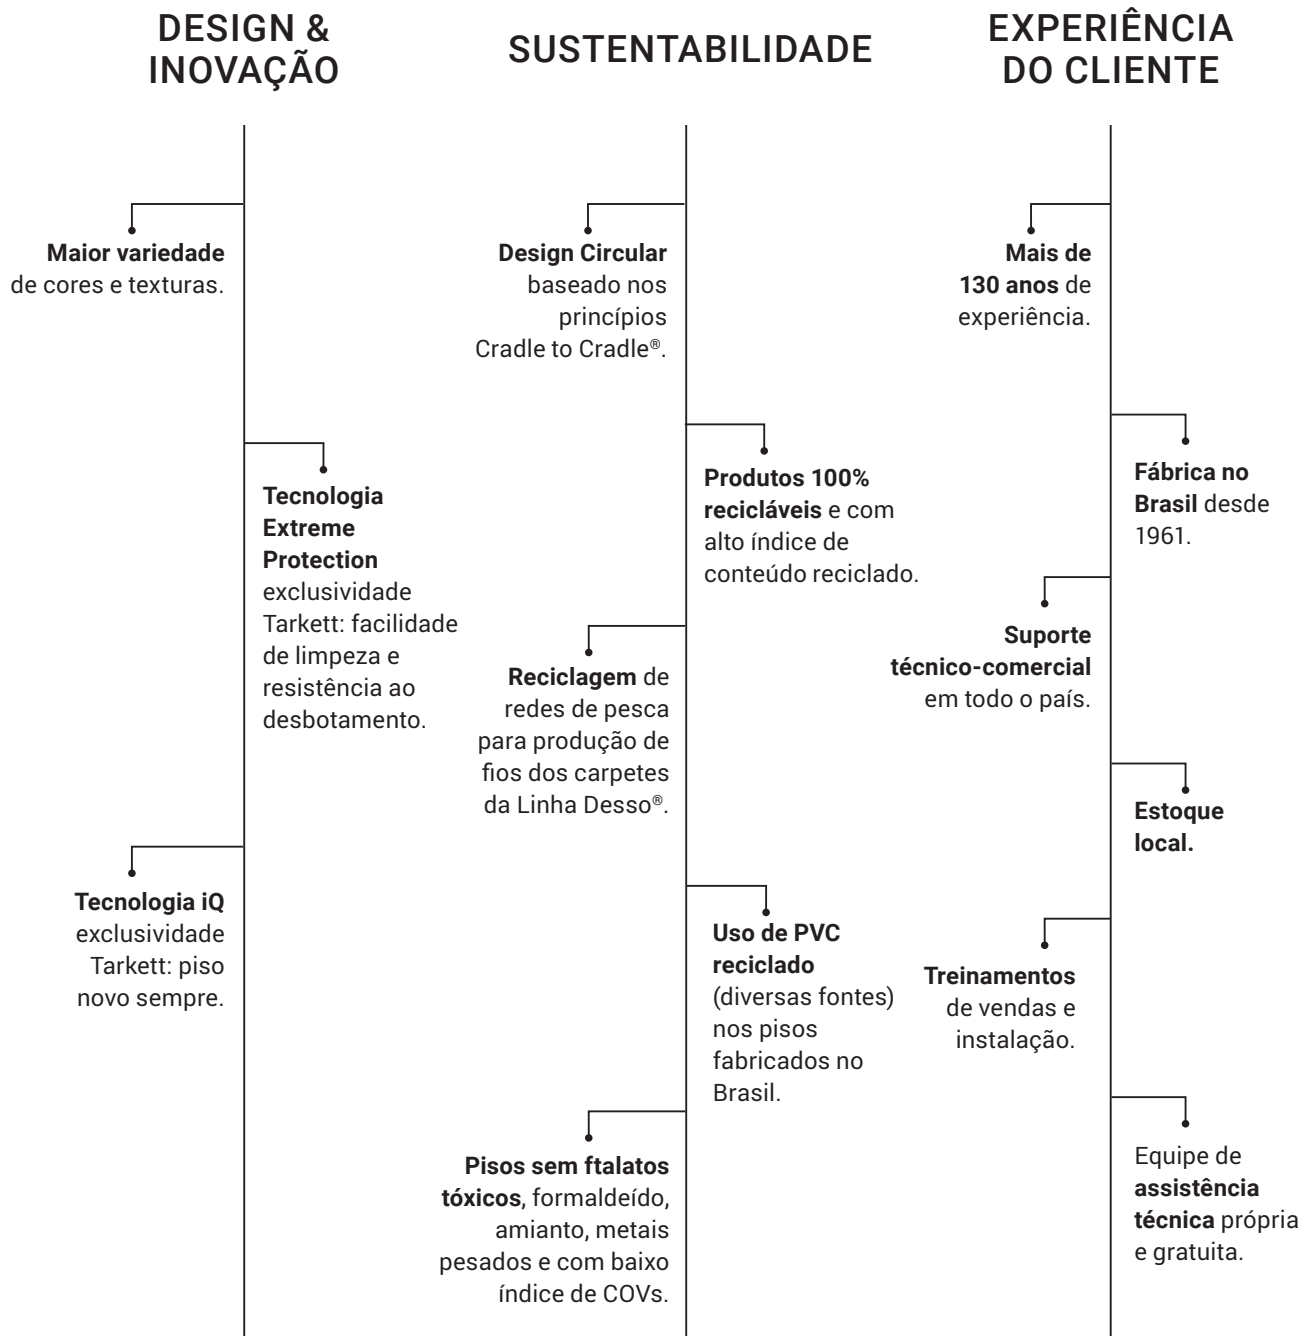 DESIGN &
INOVAÇÃO
Maior variedade
de cores e texturas.
Tecnologia
Extreme
Protection
exclusividade
Tarkett: facilidade
de limpeza e
resistência ao
desbotamento.
Tecnologia iQ
exclusividade
Tarkett: piso
novo sempre.
SUSTENTABILIDADE
Design Circular
baseado nos
princípios
Cradle to Cradle®.
Produtos 100%
recicláveis e com
alto índice de
conteúdo reciclado.
Reciclagem de
redes de pesca
para produção de
fios dos carpetes
da Linha Desso®.
Uso de PVC
reciclado
(diversas fontes)
nos pisos
fabricados no
Brasil.
Pisos sem ftalatos
tóxicos, formaldeído,
amianto, metais
pesados e com baixo
índice de COVs.
EXPERIÊNCIA
DO CLIENTE
Mais de
130 anos de
experiência.
Fábrica no
Brasil desde
1961.
Suporte
técnico-comercial
em todo o país.
Estoque
local.
Treinamentos
de vendas e
instalação.
Equipe de
assistência
técnica própria
e gratuita.